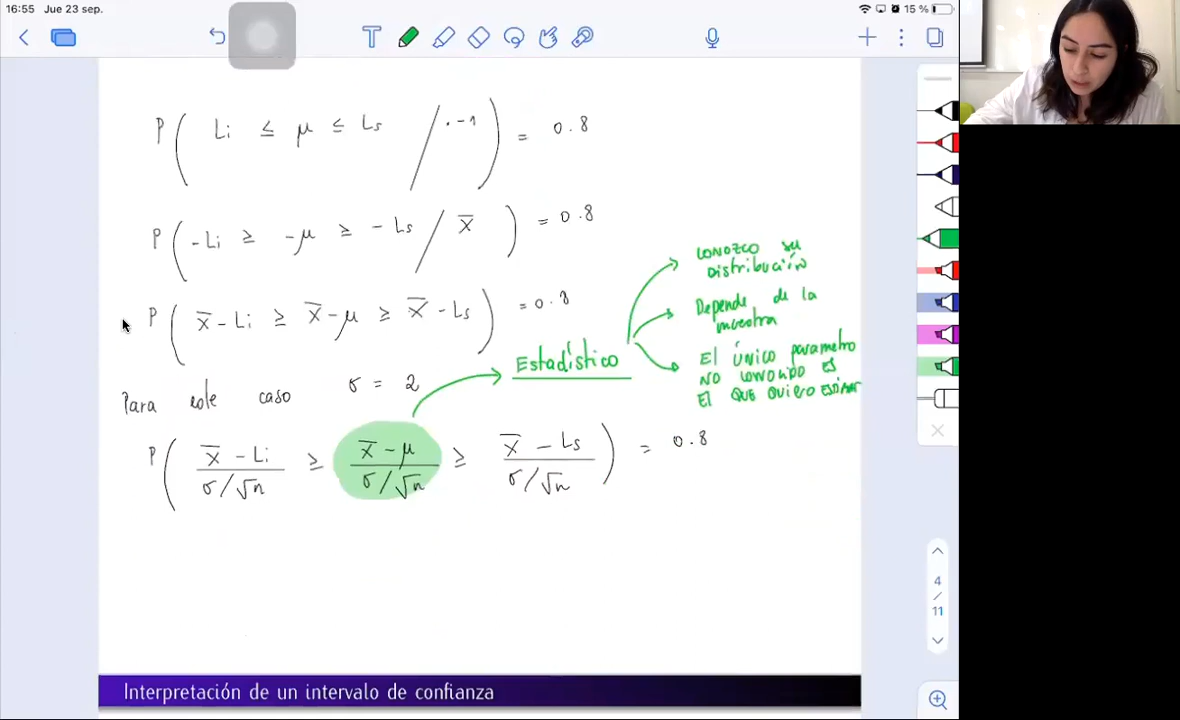 16:55 Jue 23 sep.
15 %
P( Li ≤ μ ≤ Ls / · -1 ) = 0.8
P( -Li ≥ -μ ≥ -Ls / X̅ ) = 0.8
P( X̅ - Li ≥ X̅ - μ ≥ X̅ - Ls ) = 0.8
Para este caso σ = 2
P( X̅ - Li / σ/√n ≥ X̅ - μ / σ/√n ≥ X̅ - Ls / σ/√n ) = 0.8
Estadístico
CONOZCO su
distribución
Depende de la
muestra
El único parametro
NO CONOCIDO ES
El QUE QUIERO ESTIMAR
4
/
11
Interpretación de un intervalo de confianza